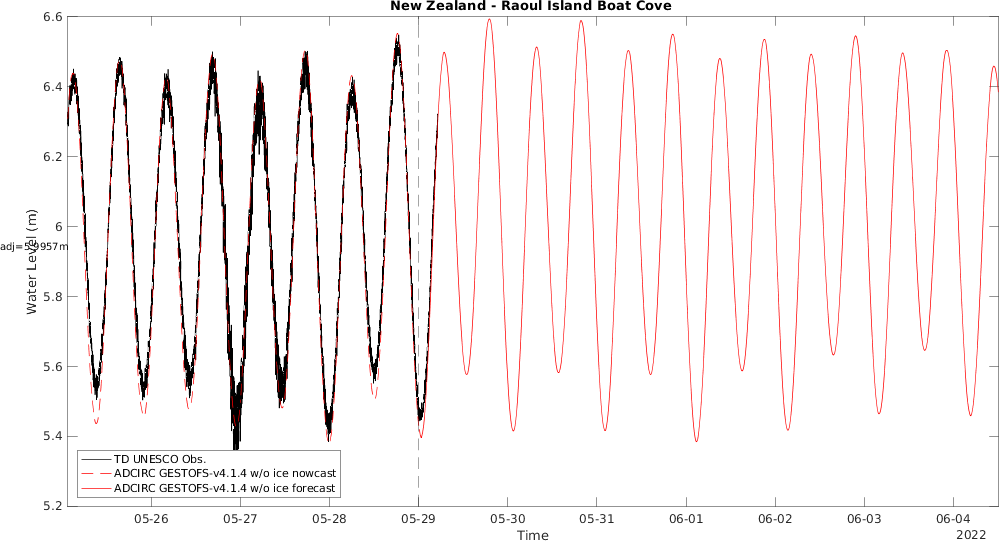 New Zealand - Raoul Island Boat Cove
6.6
6.4
6.2
6
5.8
5.6
5.4
5.2
Water Level (m)
adj=5.9957m
TD UNESCO Obs.
ADCIRC GESTOFS-v4.1.4 w/o ice nowcast
ADCIRC GESTOFS-v4.1.4 w/o ice forecast
05-26 05-27 05-28 05-29 05-30 05-31 06-01 06-02 06-03 06-04
Time
2022